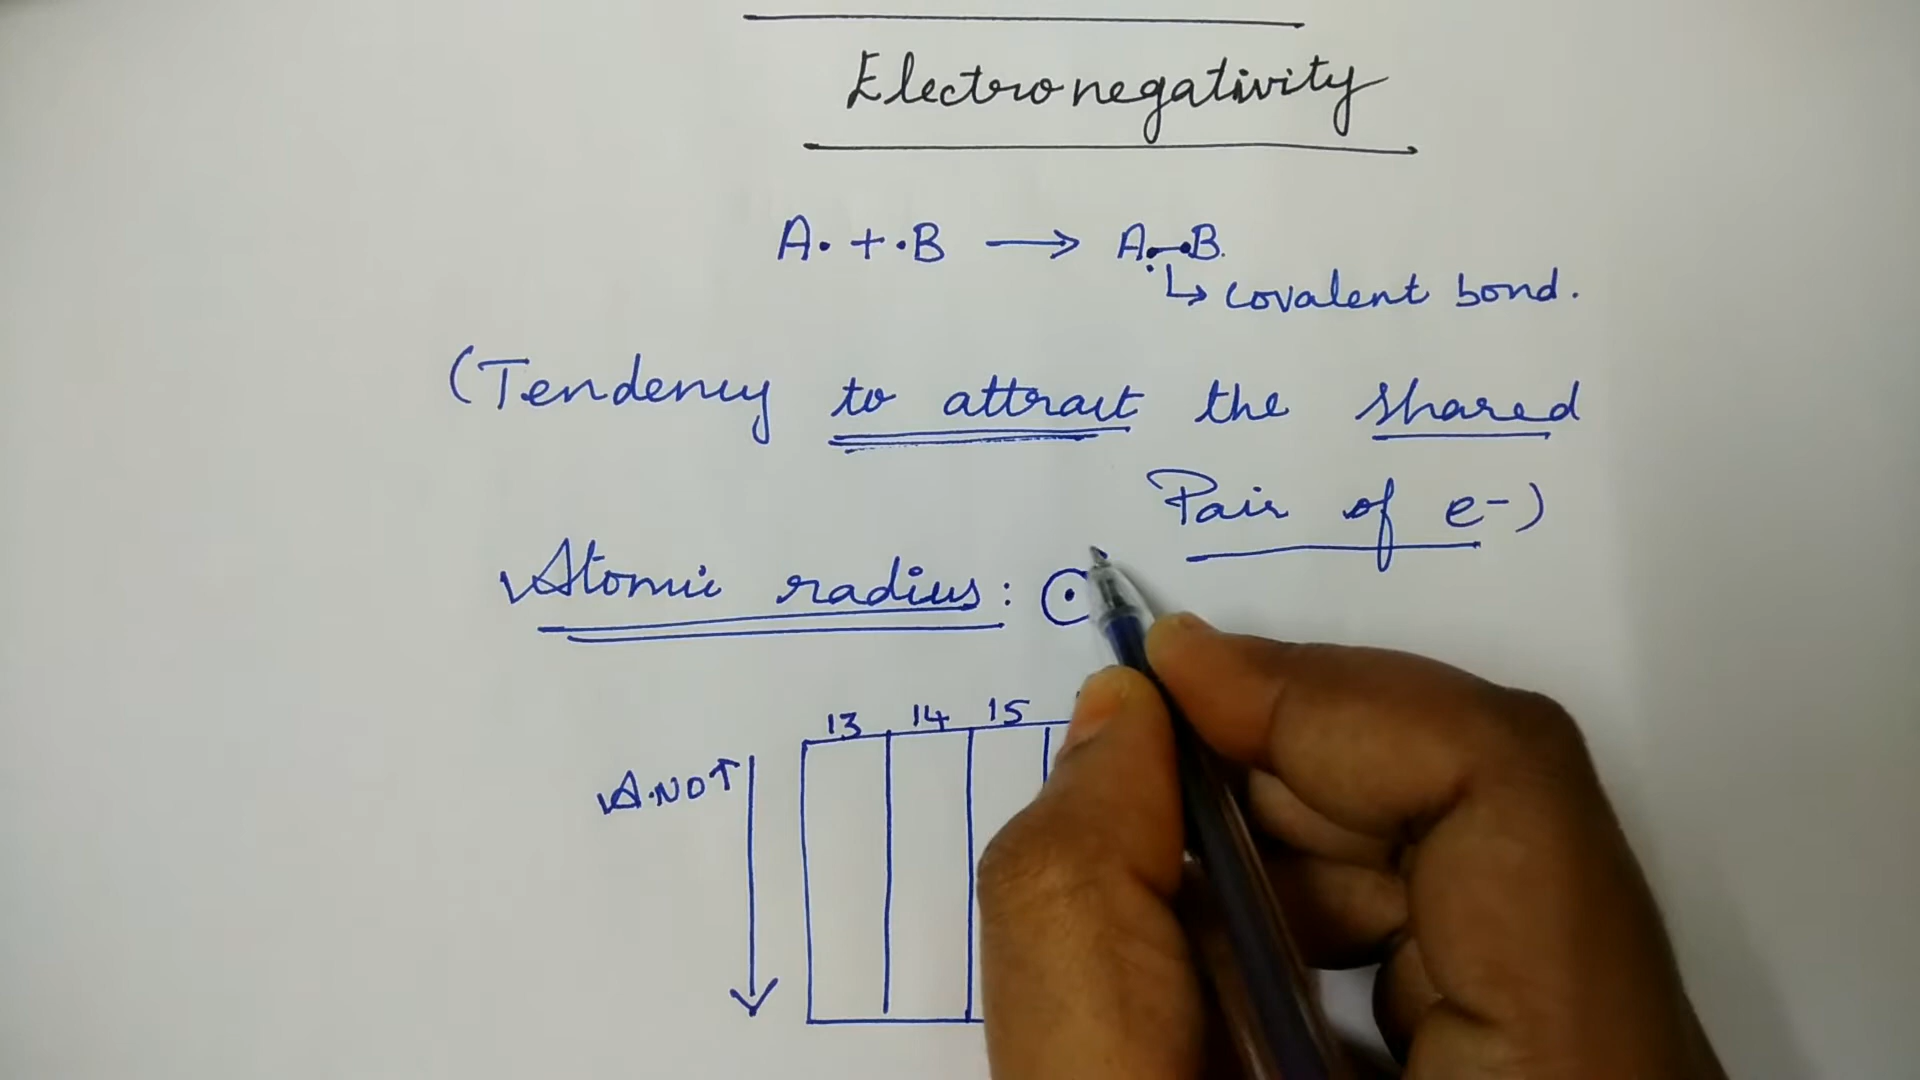 Electronegativity
A· + ·B → A·–·B.
↳ covalent bond.
(Tendency to attract the shared
Pair of e-)
Atomic radius: ⊙
13 14 15
A.NO↑